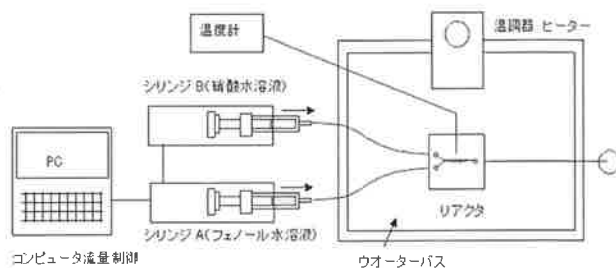 温調器 ヒーター
温度計
シリンジ B(硝酸水溶液)
PC
リアクタ
シリンジ A(フェノール水溶液)
コンピュータ流量制御
ウオーターバス